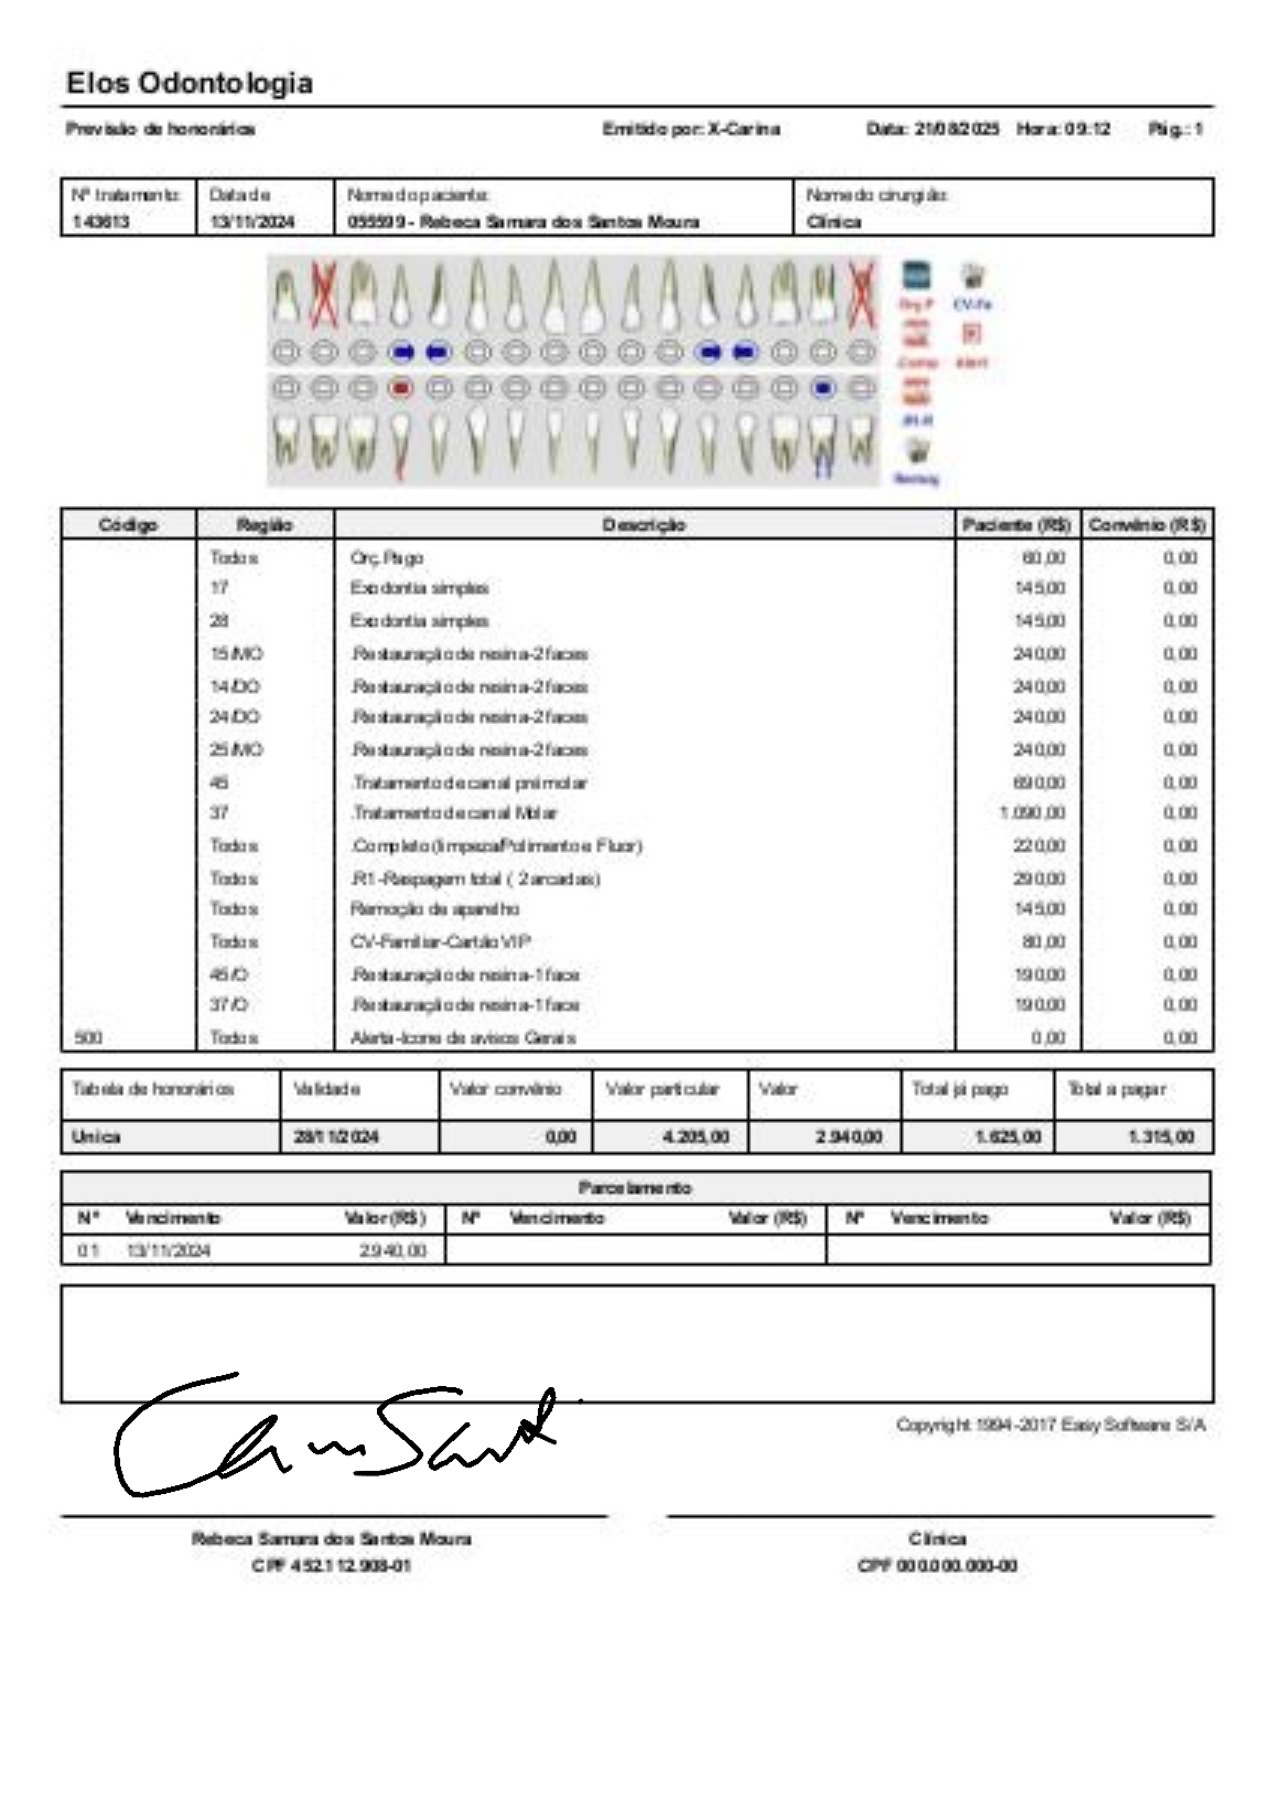 Elos Odontologia
Previsão de honorários Emitido por: X-Carina Data: 21/08/2025 Hora: 09:12 Pág.: 1
Nº tratamento: Data de Nome do paciente: Nome do cirurgião:
143613 13/11/2024 055599 - Rebeca Samara dos Santos Moura Clínica
Orç.P CV-Fa
Comp Alert
.R1-R
Código Região Descrição Paciente (R$) Convênio (R$)
Todos Orç.Pago 60,00 0,00
17 Exodontia simples 145,00 0,00
28 Exodontia simples 145,00 0,00
15/MO .Restauração de resina-2 faces 240,00 0,00
14/DO .Restauração de resina-2 faces 240,00 0,00
24/DO .Restauração de resina-2 faces 240,00 0,00
25/MO .Restauração de resina-2 faces 240,00 0,00
45 .Tratamento de canal pré molar 690,00 0,00
37 .Tratamento de canal Molar 1.090,00 0,00
Todos .Completo (limpeza/Polimento e Fluor) 220,00 0,00
Todos .R1-Raspagem total ( 2 arcadas) 290,00 0,00
Todos Remoção de aparelho 145,00 0,00
Todos CV-Familiar-Cartão VIP 80,00 0,00
45/O .Restauração de resina-1 face 190,00 0,00
37/O .Restauração de resina-1 face 190,00 0,00
500 Todos Alerta-Icone de avisos Gerais 0,00 0,00
Tabela de honorários Validade Valor convênio Valor particular Valor Total já pago Total a pagar
Unica 28/11/2024 0,00 4.205,00 2.940,00 1.625,00 1.315,00
Parcelamento
Nº Vencimento Valor (R$) Nº Vencimento Valor (R$) Nº Vencimento Valor (R$)
01 13/11/2024 2.940,00
Copyright 1994-2017 Easy Software S/A
Rebeca Samara dos Santos Moura Clínica
CPF 452.112.908-01 CPF 000.000.000-00